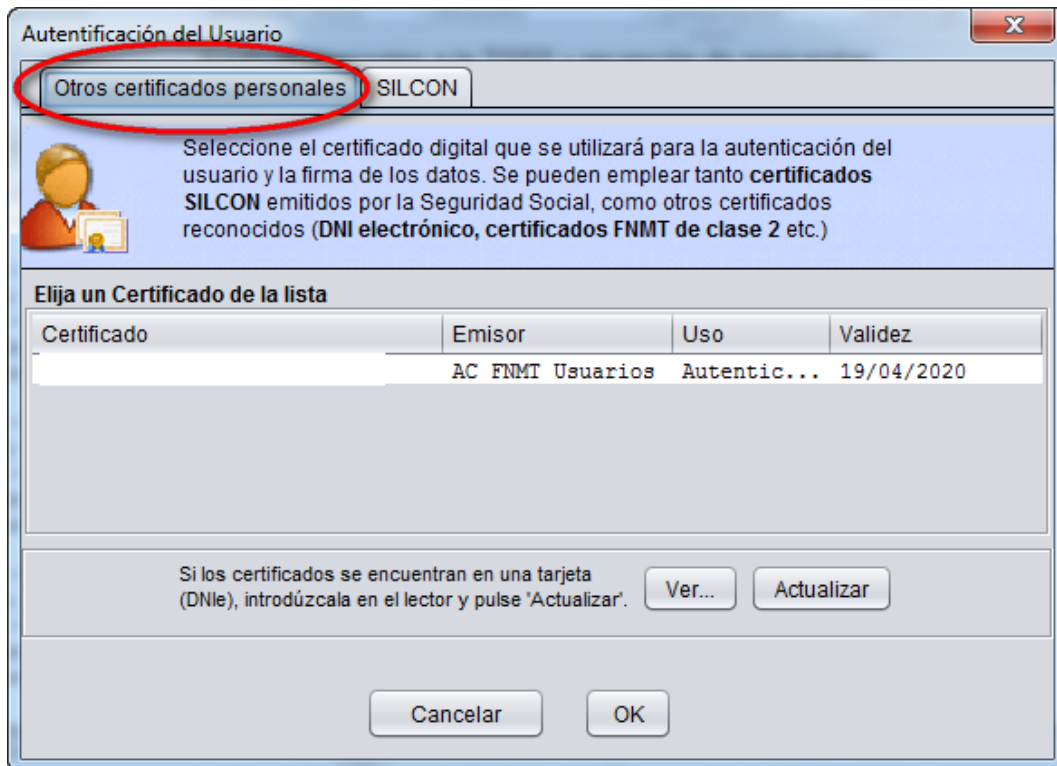 Autentificación del Usuario
Otros certificados personales SILCON
Seleccione el certificado digital que se utilizará para la autenticación del
usuario y la firma de los datos. Se pueden emplear tanto certificados
SILCON emitidos por la Seguridad Social, como otros certificados
reconocidos (DNI electrónico, certificados FNMT de clase 2 etc.)
Elija un Certificado de la lista
Certificado Emisor Uso Validez
AC FNMT Usuarios Autentic... 19/04/2020
Si los certificados se encuentran en una tarjeta
(DNIe), introdúzcala en el lector y pulse 'Actualizar'. Ver... Actualizar
Cancelar OK